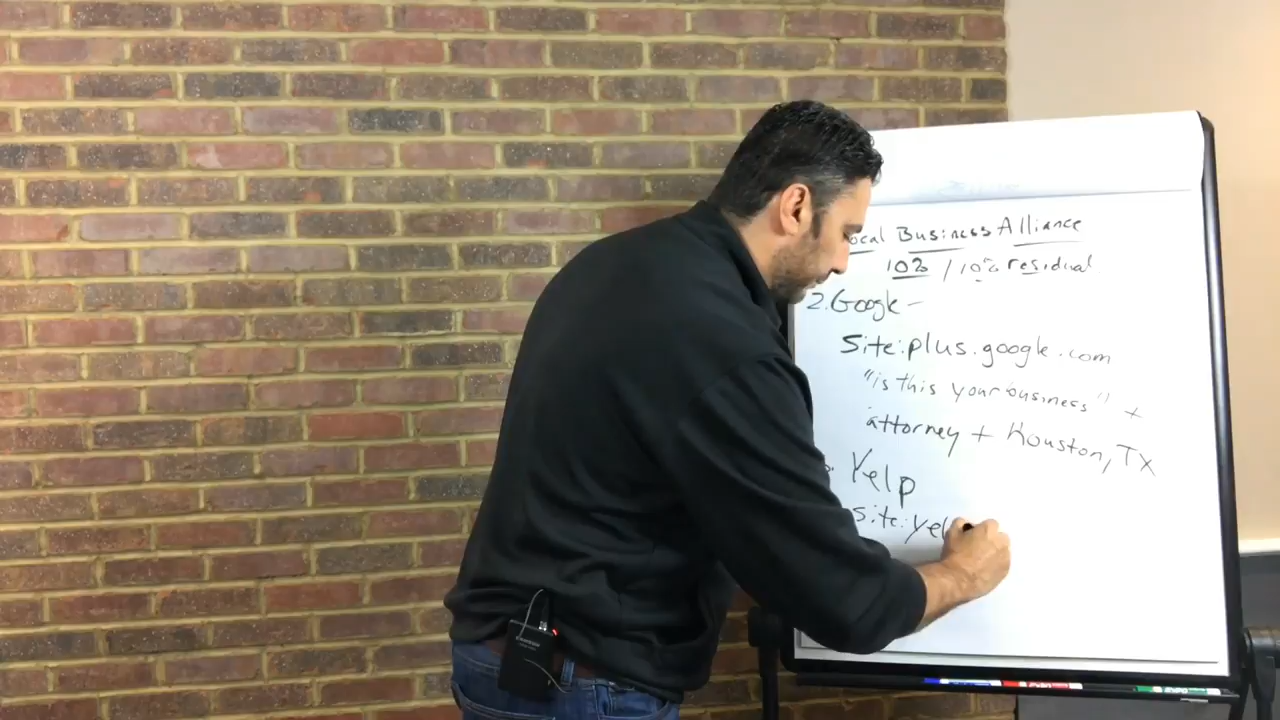 ocal Business Alliance
10% / 10% residual
2. Google -
Site:plus.google.com
"is this your business" +
attorney + Houston, TX
Yelp
site:Yel